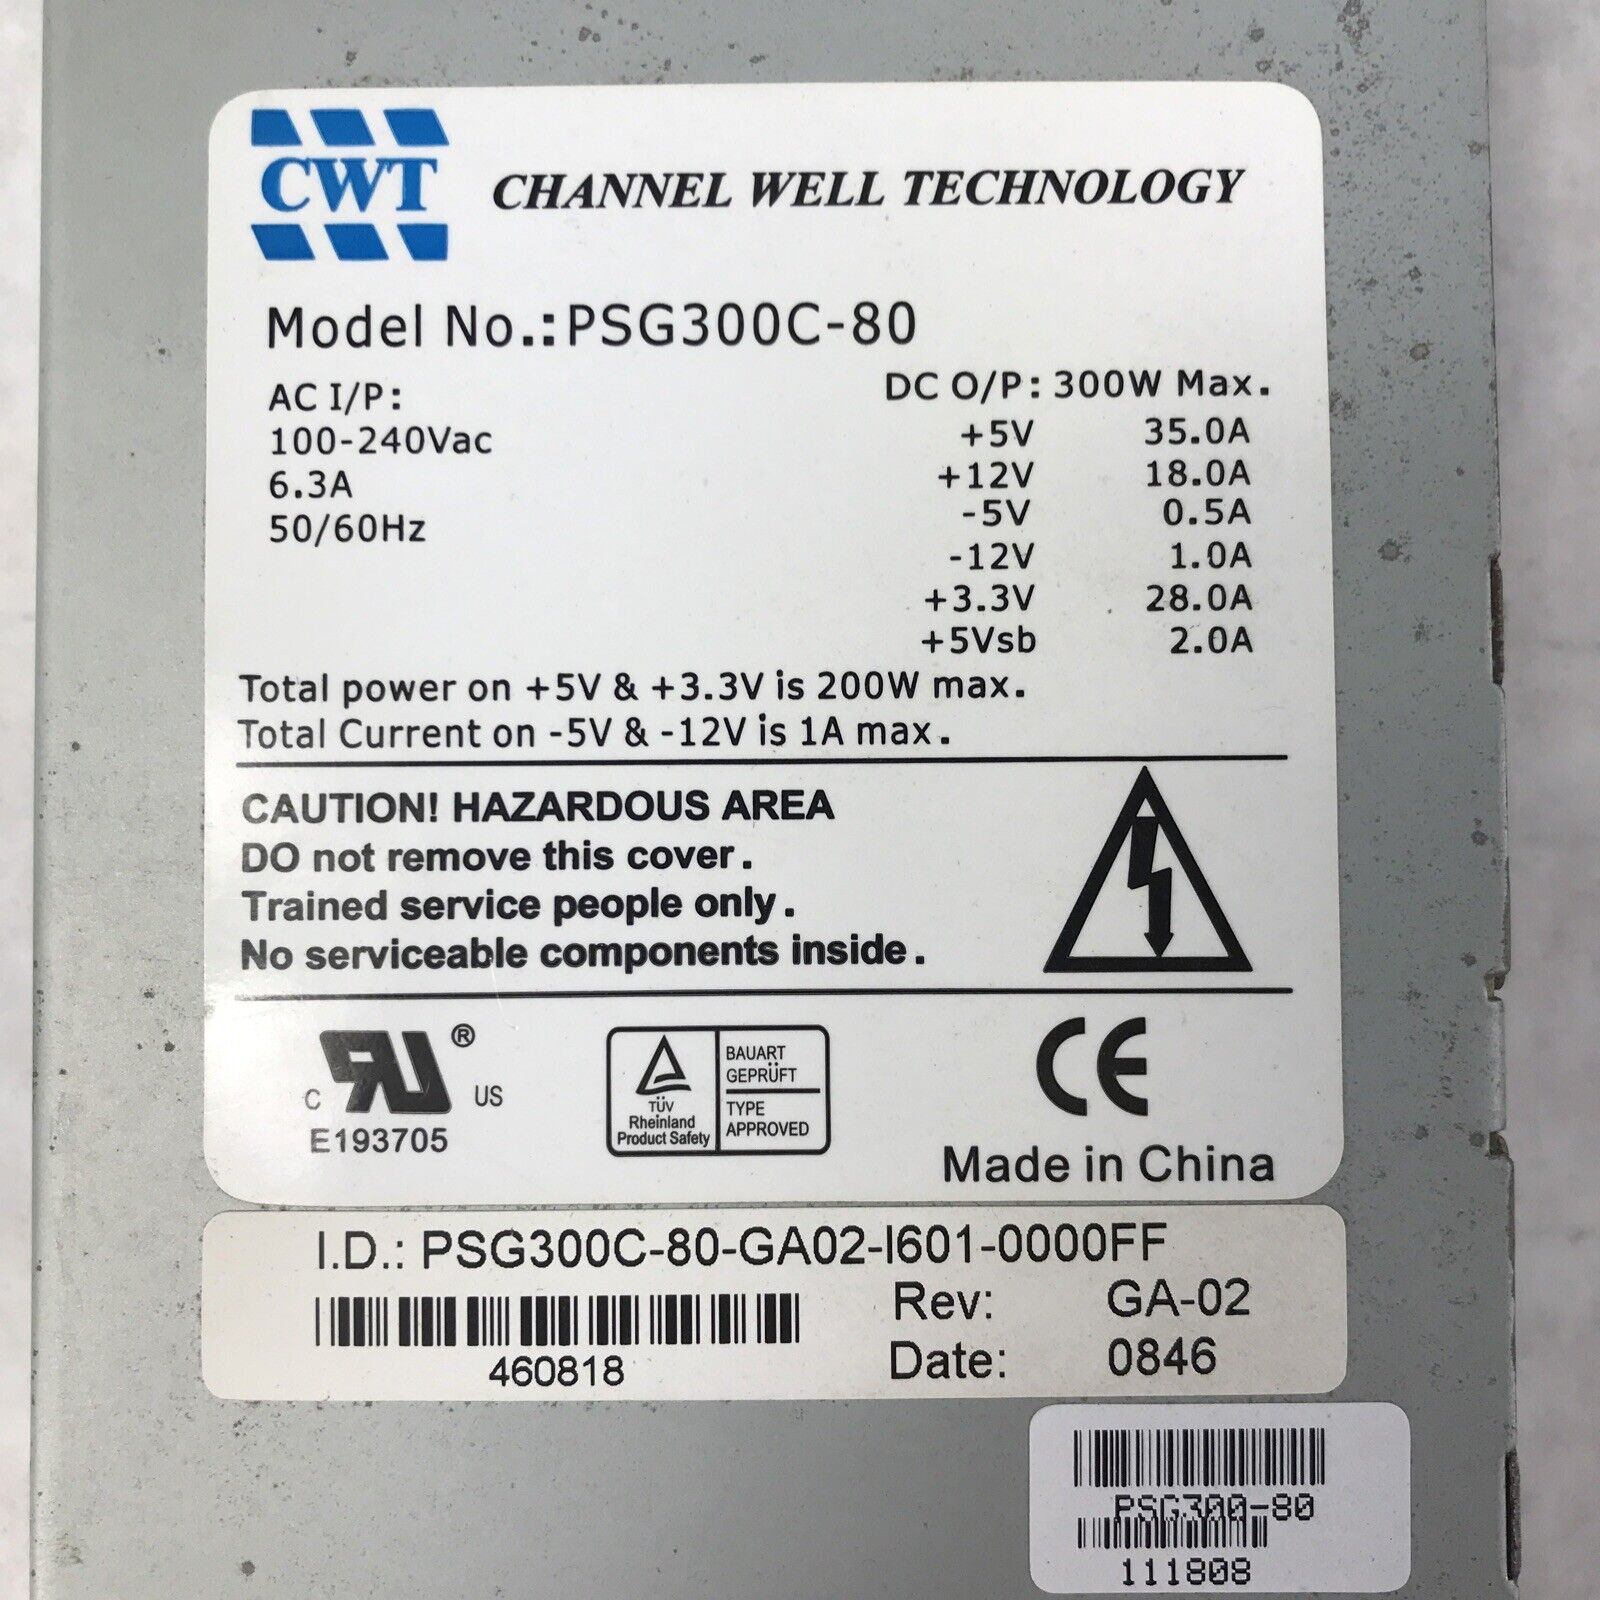 CWT
CHANNEL WELL TECHNOLOGY
Model No.:PSG300C-80
AC I/P:
100-240Vac
6.3A
50/60Hz
DC O/P: 300W Max.
+5V 35.0A
+12V 18.0A
-5V 0.5A
-12V 1.0A
+3.3V 28.0A
+5Vsb 2.0A
Total power on +5V & +3.3V is 200W max.
Total Current on -5V & -12V is 1A max.
CAUTION! HAZARDOUS AREA
DO not remove this cover.
Trained service people only.
No serviceable components inside.
C RU ® US
E193705
TÜV
Rheinland
Product Safety
BAUART
GEPRÜFT
TYPE
APPROVED
CE
Made in China
I.D.: PSG300C-80-GA02-I601-0000FF
460818
Rev: GA-02
Date: 0846
PSG300-80
111808